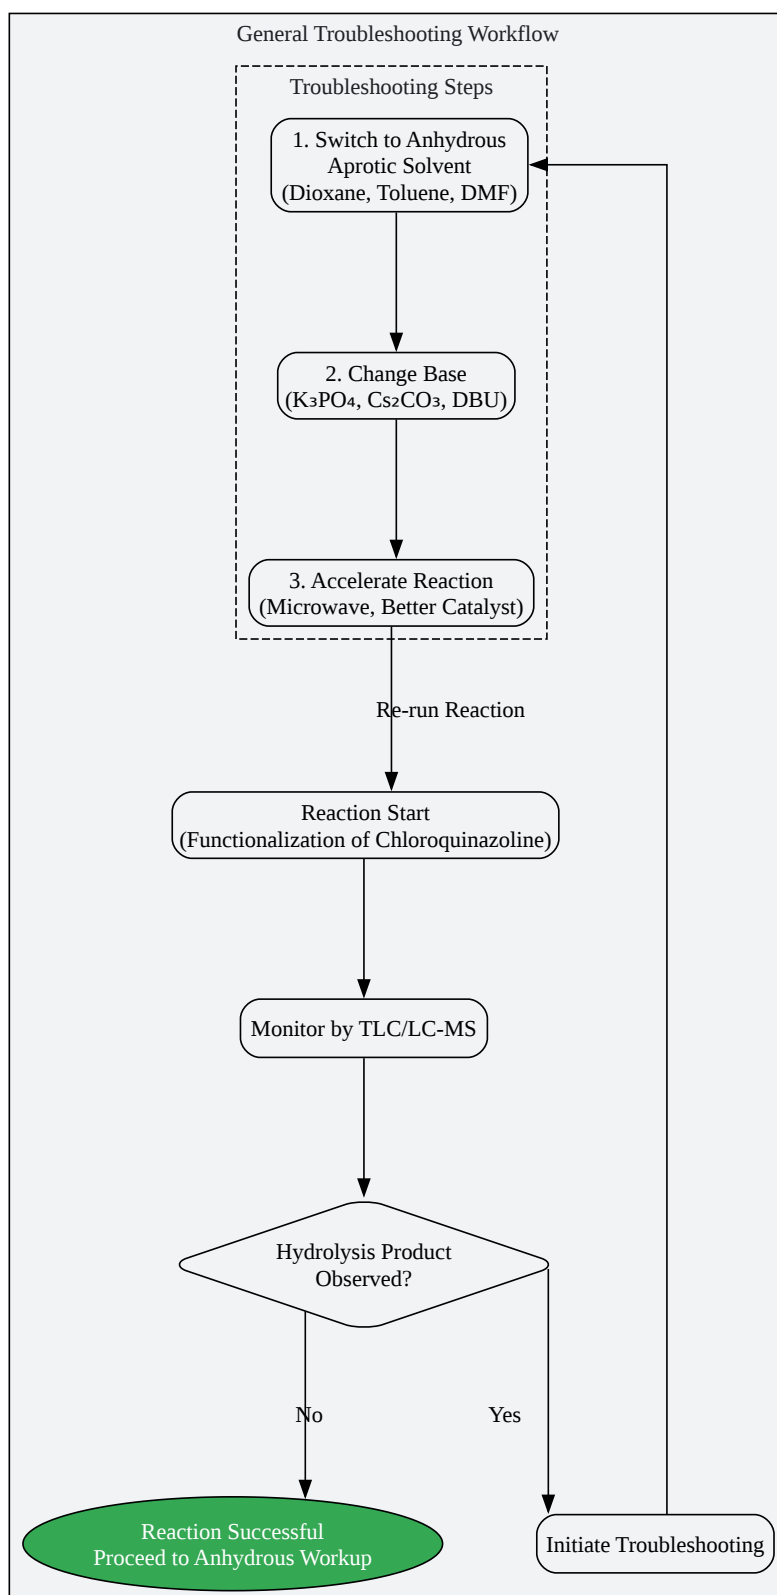 General Troubleshooting Workflow
Troubleshooting Steps
1. Switch to Anhydrous
Aprotic Solvent
(Dioxane, Toluene, DMF)
2. Change Base
(K₃PO₄, Cs₂CO₃, DBU)
3. Accelerate Reaction
(Microwave, Better Catalyst)
Re-run Reaction
Reaction Start
(Functionalization of Chloroquinazoline)
Monitor by TLC/LC-MS
Hydrolysis Product
Observed?
No
Yes
Reaction Successful
Proceed to Anhydrous Workup
Initiate Troubleshooting